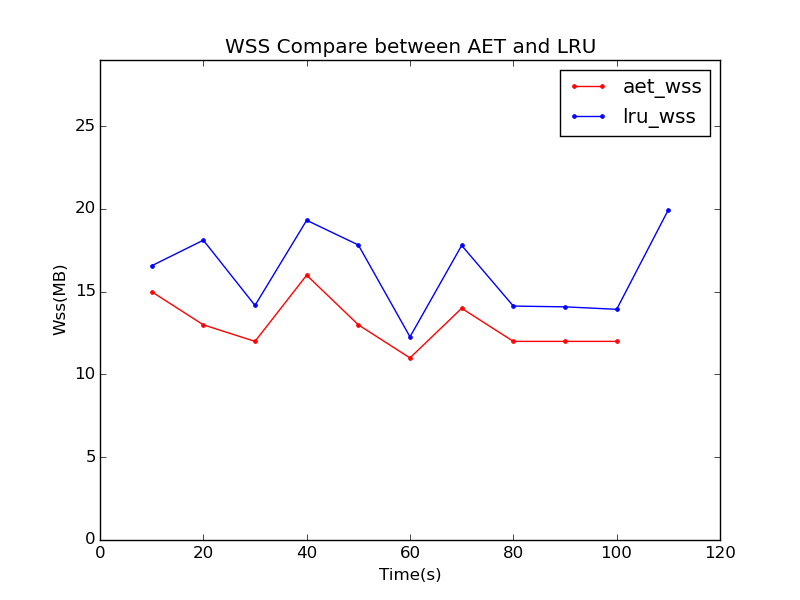 WSS Compare between AET and LRU
aet_wss
lru_wss
25
20
15
10
5
0
Wss(MB)
0 20 40 60 80 100 120
Time(s)